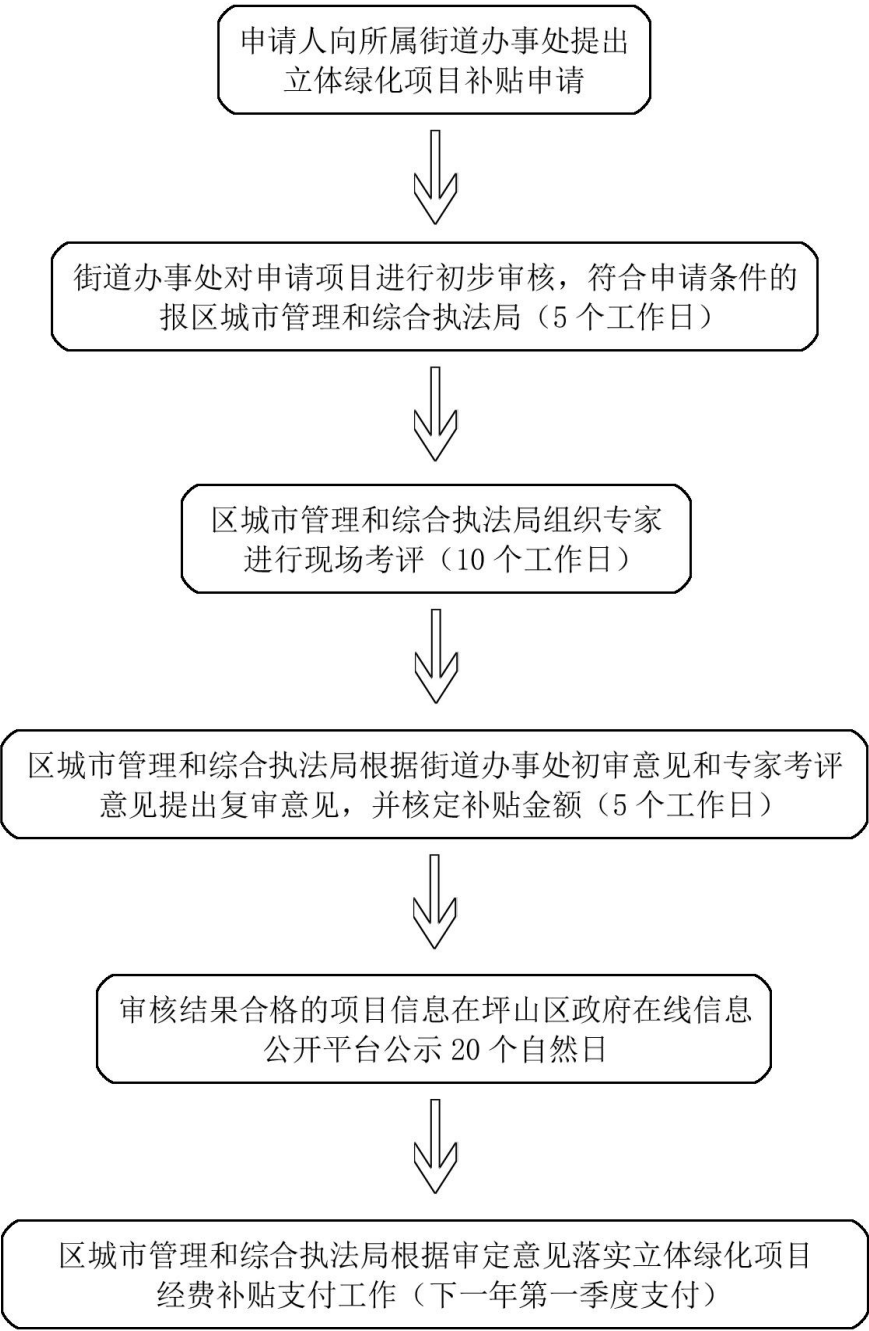 申请人向所属街道办事处提出
立体绿化项目补贴申请
街道办事处对申请项目进行初步审核，符合申请条件的
报区城市管理和综合执法局（5 个工作日）
区城市管理和综合执法局组织专家
进行现场考评（10 个工作日）
区城市管理和综合执法局根据街道办事处初审意见和专家考评
意见提出复审意见，并核定补贴金额（5 个工作日）
审核结果合格的项目信息在坪山区政府在线信息
公开平台公示 20 个自然日
区城市管理和综合执法局根据审定意见落实立体绿化项目
经费补贴支付工作（下一年第一季度支付）